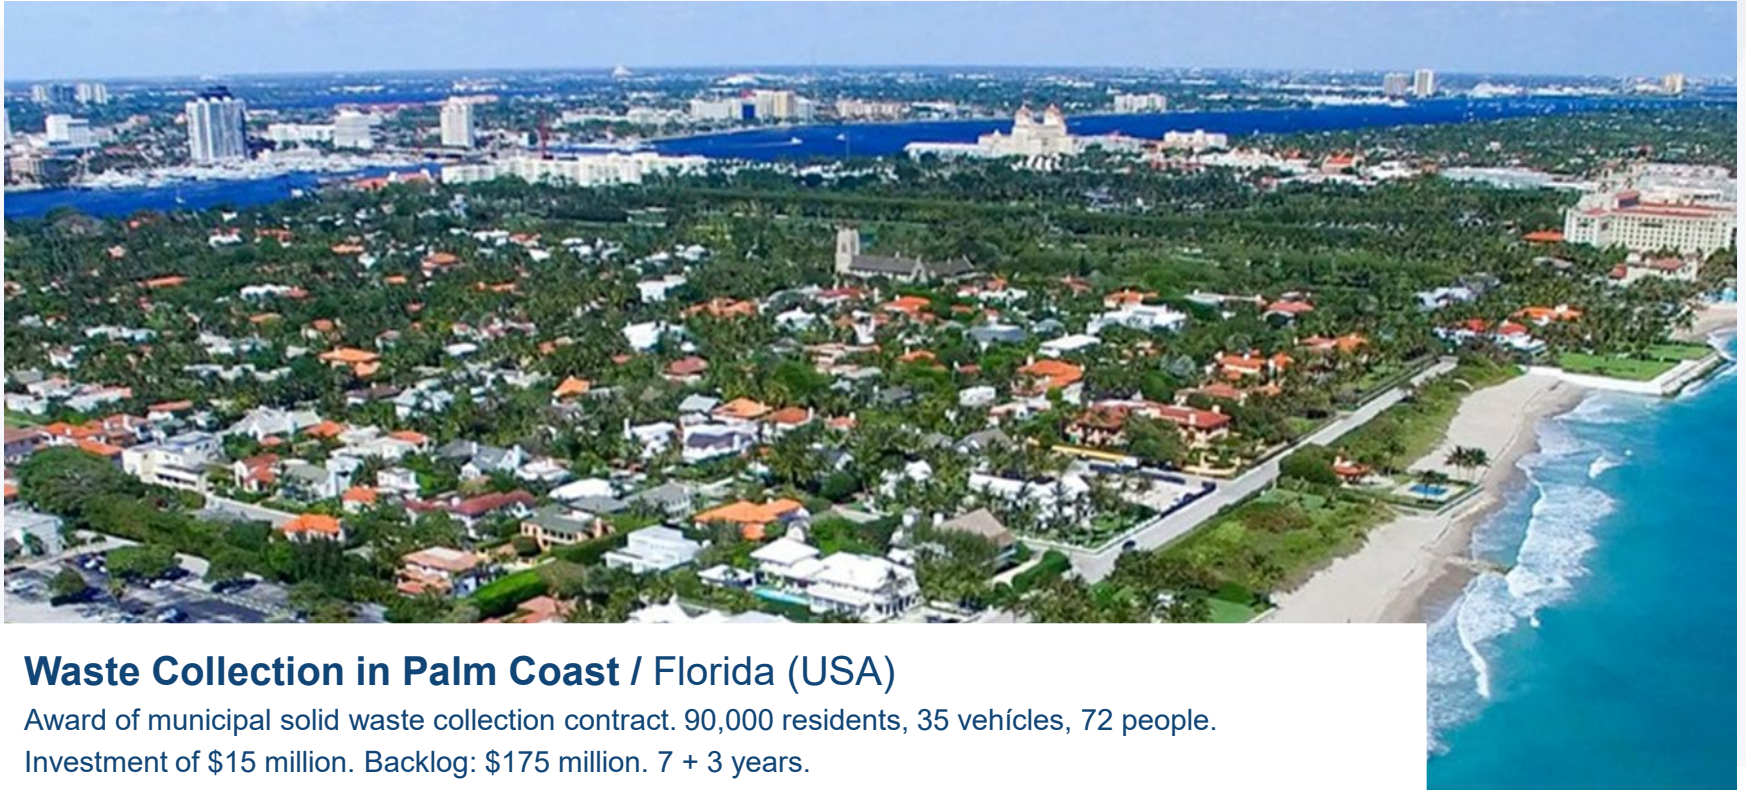 Waste Collection in Palm Coast / Florida (USA)
Award of municipal solid waste collection contract. 90,000 residents, 35 vehícles, 72 people.
Investment of $15 million. Backlog: $175 million. 7 + 3 years.